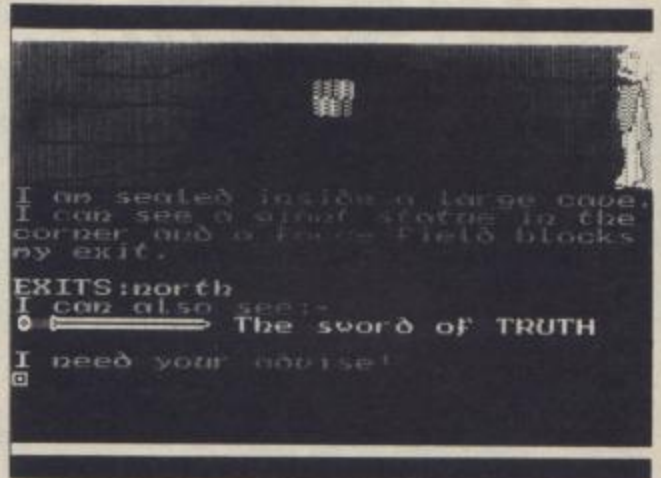 I am sealed inside a large cave.
I can see a giant statue in the
corner and a force field blocks
my exit.
EXITS:north
I can also see:-
The sword of TRUTH
I need your advise!